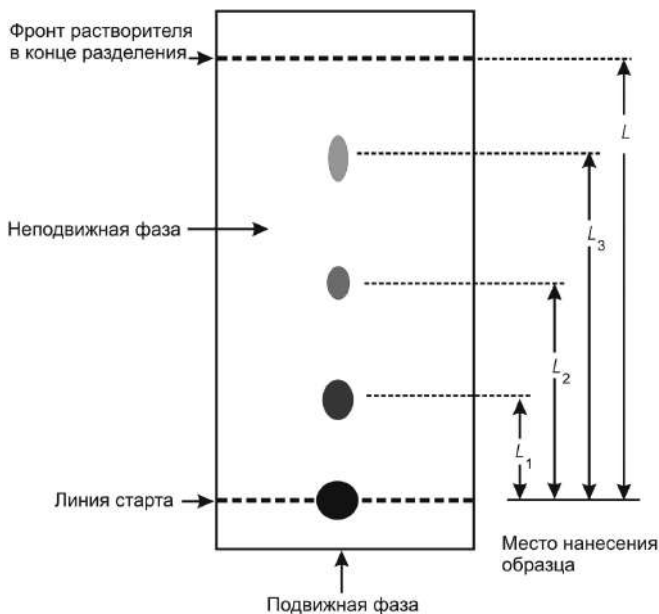 Фронт растворителя
в конце разделения
L
L3
Неподвижная фаза
L2
L1
Линия старта
Место нанесения
образца
Подвижная фаза